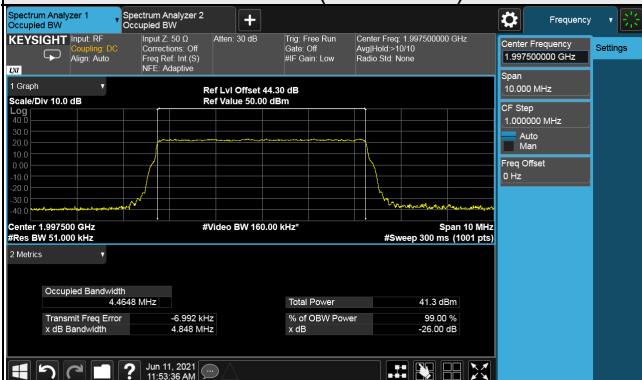 Spectrum Analyzer 1
Occupied BW
Spectrum Analyzer 2
Occupied BW
+
Frequency
KEYSIGHT
Input: RF
Coupling: DC
Align: Auto
Input Z: 50 Ω
Corrections: Off
Freq Ref: Int (S)
NFE: Adaptive
Atten: 30 dB
Trig: Free Run
Gate: Off
#IF Gain: Low
Center Freq: 1.997500000 GHz
Avg|Hold:>10/10
Radio Std: None
LXI
Center Frequency
1.997500000 GHz
Settings
Span
10.000 MHz
CF Step
1.000000 MHz
Auto
Man
Freq Offset
0 Hz
1 Graph
Scale/Div 10.0 dB
Ref Lvl Offset 44.30 dB
Ref Value 50.00 dBm
Log
40.0
30.0
20.0
10.0
0.00
-10.0
-20.0
-30.0
-40.0
Center 1.997500 GHz
#Res BW 51.000 kHz
#Video BW 160.00 kHz*
Span 10 MHz
#Sweep 300 ms (1001 pts)
2 Metrics
Occupied Bandwidth
4.4648 MHz
Total Power 41.3 dBm
Transmit Freq Error -6.992 kHz
% of OBW Power 99.00 %
x dB Bandwidth 4.848 MHz
x dB -26.00 dB
?
Jun 11, 2021
11:53:36 AM